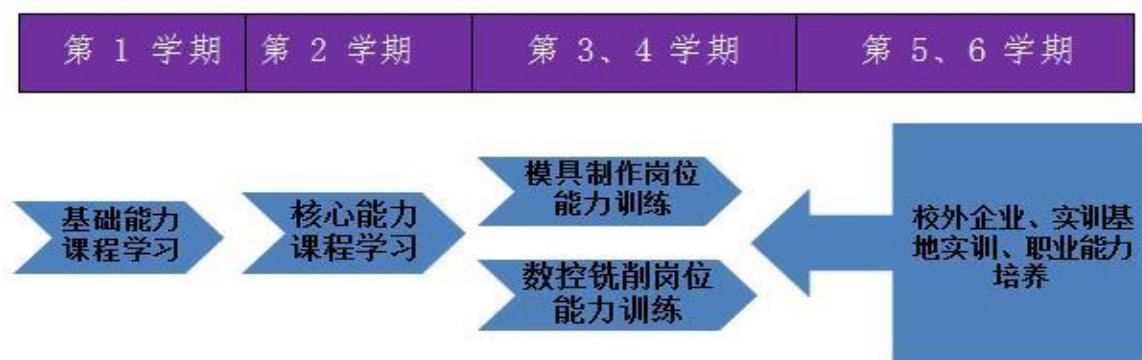 第 1 学期
第 2 学期
第 3、4 学期
第 5、6 学期
基础能力
课程学习
核心能力
课程学习
模具制作岗位
能力训练
数控铣削岗位
能力训练
校外企业、实训基
地实训、职业能力
培养